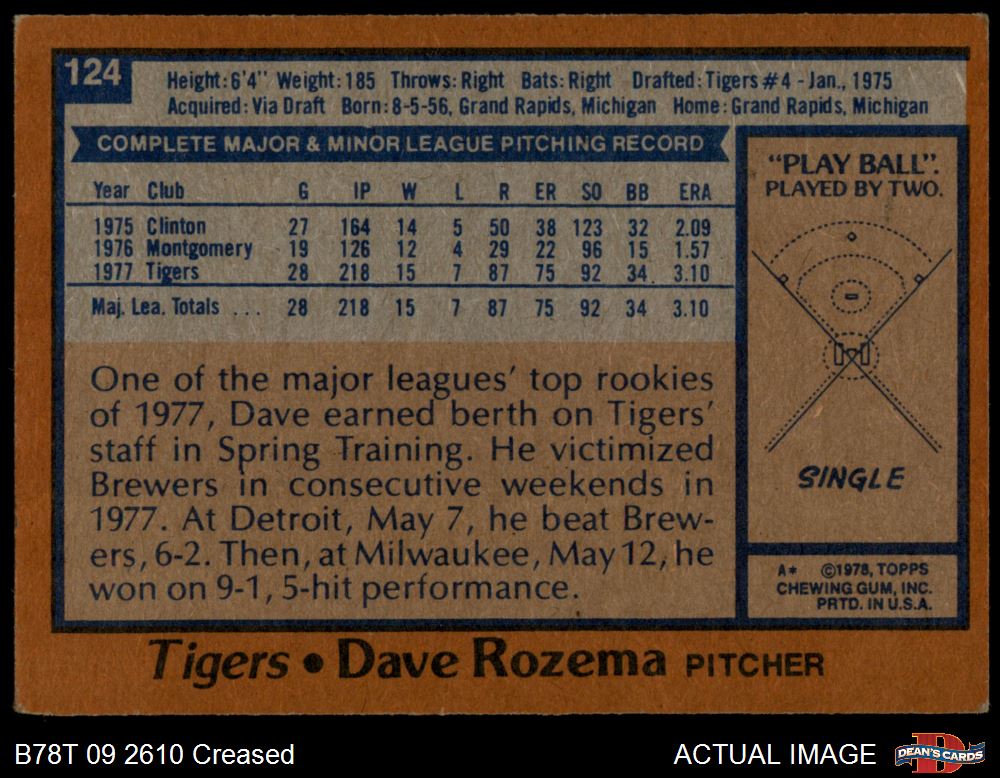 124
Height: 6'4" Weight: 185 Throws: Right Bats: Right Drafted: Tigers #4 - Jan., 1975
Acquired: Via Draft Born: 8-5-56, Grand Rapids, Michigan Home: Grand Rapids, Michigan
COMPLETE MAJOR & MINOR LEAGUE PITCHING RECORD
Year Club G IP W L R ER SO BB ERA
1975 Clinton 27 164 14 5 50 38 123 32 2.09
1976 Montgomery 19 126 12 4 29 22 96 15 1.57
1977 Tigers 28 218 15 7 87 75 92 34 3.10
Maj. Lea. Totals ... 28 218 15 7 87 75 92 34 3.10
One of the major leagues' top rookies
of 1977, Dave earned berth on Tigers'
staff in Spring Training. He victimized
Brewers in consecutive weekends in
1977. At Detroit, May 7, he beat Brew-
ers, 6-2. Then, at Milwaukee, May 12, he
won on 9-1, 5-hit performance.
"PLAY BALL".
PLAYED BY TWO.
SINGLE
A* ©1978, TOPPS
CHEWING GUM, INC.
PRTD. IN U.S.A.
Tigers • Dave Rozema PITCHER
B78T 09 2610 Creased
ACTUAL IMAGE
DEAN'S CARDS